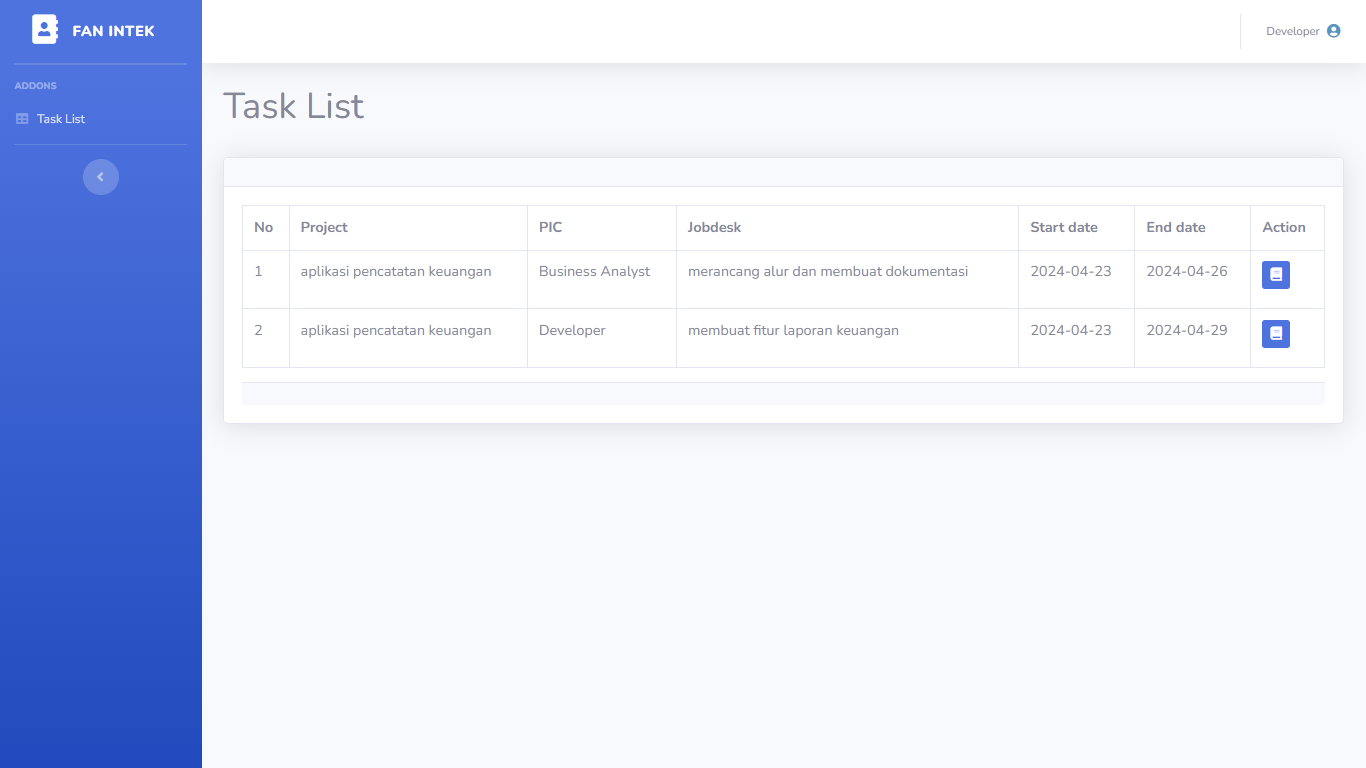 FAN INTEK
Developer
ADDONS
Task List
Task List
No Project PIC Jobdesk Start date End date Action
1 aplikasi pencatatan keuangan Business Analyst merancang alur dan membuat dokumentasi 2024-04-23 2024-04-26
2 aplikasi pencatatan keuangan Developer membuat fitur laporan keuangan 2024-04-23 2024-04-29